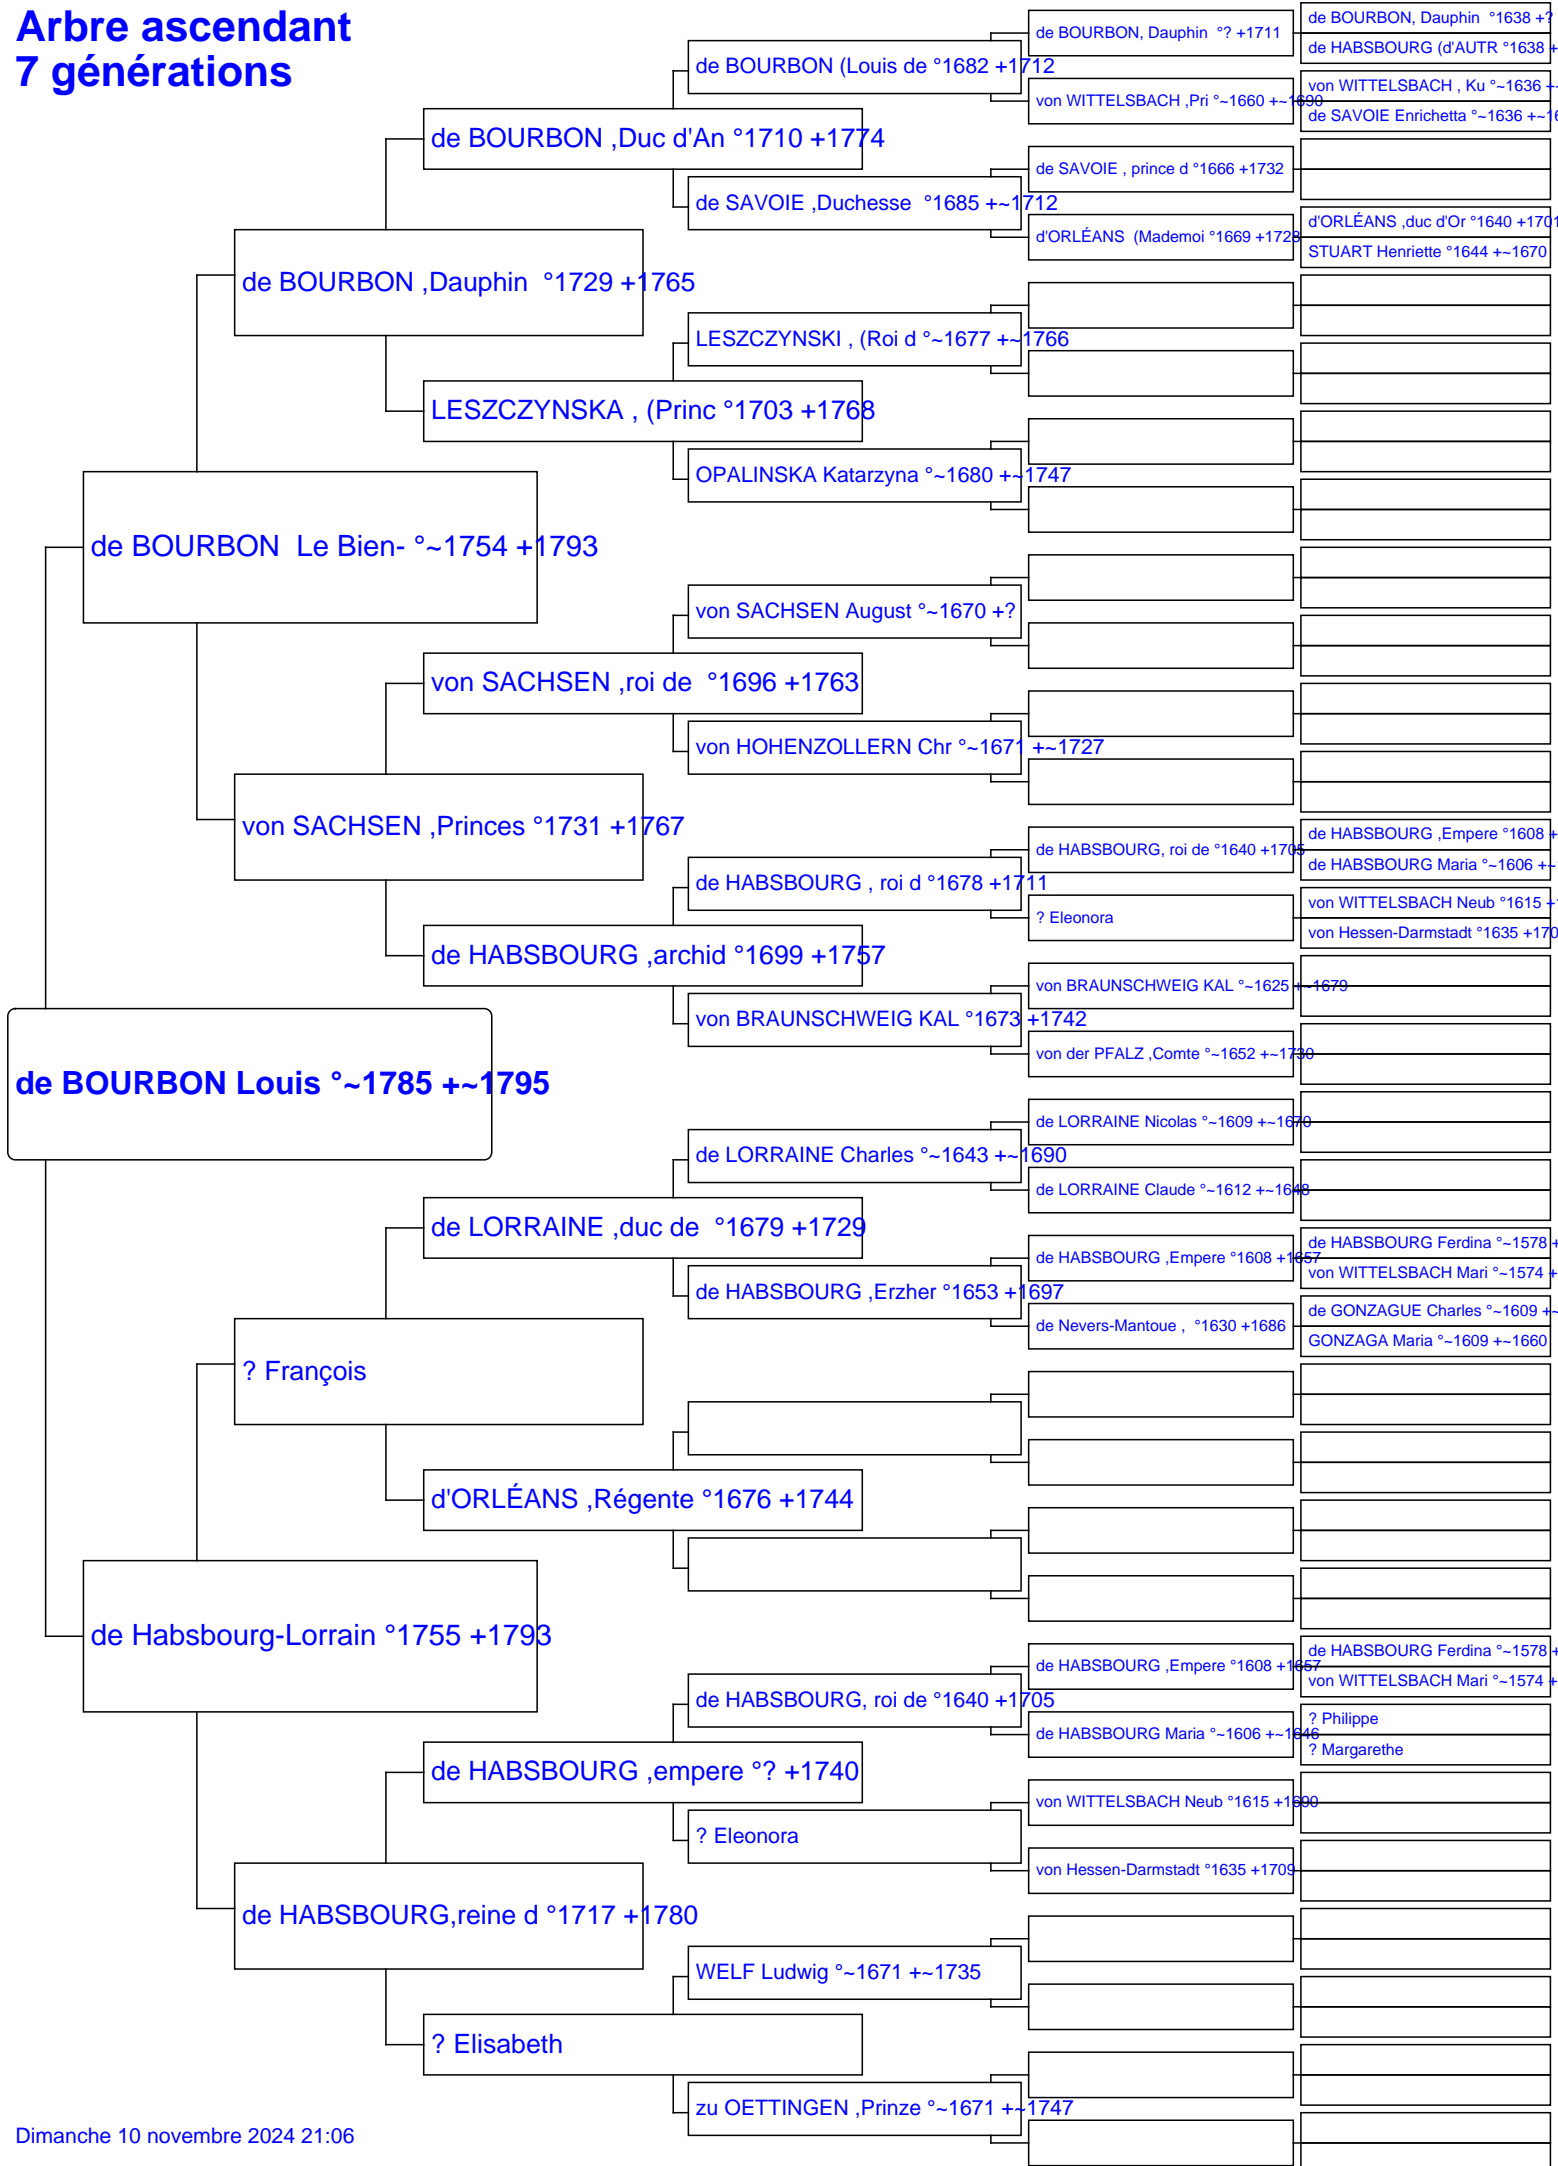 Arbre ascendant
7 générations
de BOURBON, Dauphin °1638 +?
de BOURBON, Dauphin °? +1711
de HABSBOURG (d'AUTR °1638 +
de BOURBON (Louis de °1682 +1712
von WITTELSBACH , Ku °~1636 +~
von WITTELSBACH ,Pri °~1660 +~1690
de SAVOIE Enrichetta °~1636 +~16
de BOURBON ,Duc d'An °1710 +1774
de SAVOIE , prince d °1666 +1732
de SAVOIE ,Duchesse °1685 +~1712
d'ORLÉANS ,duc d'Or °1640 +1701
d'ORLÉANS (Mademoi °1669 +1728
STUART Henriette °1644 +~1670
de BOURBON ,Dauphin °1729 +1765
LESZCZYNSKI , (Roi d °~1677 +~1766
LESZCZYNSKA , (Princ °1703 +1768
OPALINSKA Katarzyna °~1680 +~1747
de BOURBON Le Bien- °~1754 +1793
von SACHSEN August °~1670 +?
von SACHSEN ,roi de °1696 +1763
von HOHENZOLLERN Chr °~1671 +~1727
von SACHSEN ,Princes °1731 +1767
de HABSBOURG ,Empere °1608 +
de HABSBOURG, roi de °1640 +1705
de HABSBOURG Maria °~1606 +~
de HABSBOURG , roi d °1678 +1711
von WITTELSBACH Neub °1615 +1
? Eleonora
von Hessen-Darmstadt °1635 +170
de HABSBOURG ,archid °1699 +1757
von BRAUNSCHWEIG KAL °~1625 +~1679
von BRAUNSCHWEIG KAL °1673 +1742
von der PFALZ ,Comte °~1652 +~1730
de BOURBON Louis °~1785 +~1795
de LORRAINE Nicolas °~1609 +~1670
de LORRAINE Charles °~1643 +~1690
de LORRAINE Claude °~1612 +~1648
de LORRAINE ,duc de °1679 +1729
de HABSBOURG Ferdina °~1578 +
de HABSBOURG ,Empere °1608 +1657
von WITTELSBACH Mari °~1574 +
de HABSBOURG ,Erzher °1653 +1697
de GONZAGUE Charles °~1609 +~
de Nevers-Mantoue , °1630 +1686
GONZAGA Maria °~1609 +~1660
? François
d'ORLÉANS ,Régente °1676 +1744
de Habsbourg-Lorrain °1755 +1793
de HABSBOURG Ferdina °~1578 +
de HABSBOURG ,Empere °1608 +1657
von WITTELSBACH Mari °~1574 +
de HABSBOURG, roi de °1640 +1705
? Philippe
de HABSBOURG Maria °~1606 +~1646
? Margarethe
de HABSBOURG ,empere °? +1740
von WITTELSBACH Neub °1615 +1690
? Eleonora
von Hessen-Darmstadt °1635 +1709
de HABSBOURG,reine d °1717 +1780
WELF Ludwig °~1671 +~1735
? Elisabeth
zu OETTINGEN ,Prinze °~1671 +~1747
Dimanche 10 novembre 2024 21:06